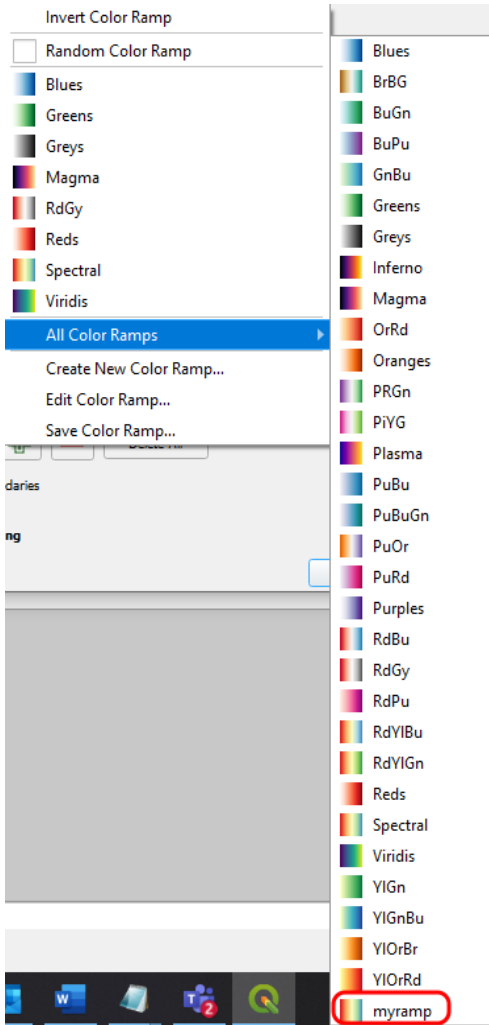 Invert Color Ramp
Random Color Ramp
Blues
Greens
Greys
Magma
RdGy
Reds
Spectral
Viridis
All Color Ramps
Create New Color Ramp...
Edit Color Ramp...
Save Color Ramp...
daries
ng
Blues
BrBG
BuGn
BuPu
GnBu
Greens
Greys
Inferno
Magma
OrRd
Oranges
PRGn
PiYG
Plasma
PuBu
PuBuGn
PuOr
PuRd
Purples
RdBu
RdGy
RdPu
RdYlBu
RdYlGn
Reds
Spectral
Viridis
YlGn
YlGnBu
YlOrBr
YlOrRd
myramp
W
T
2